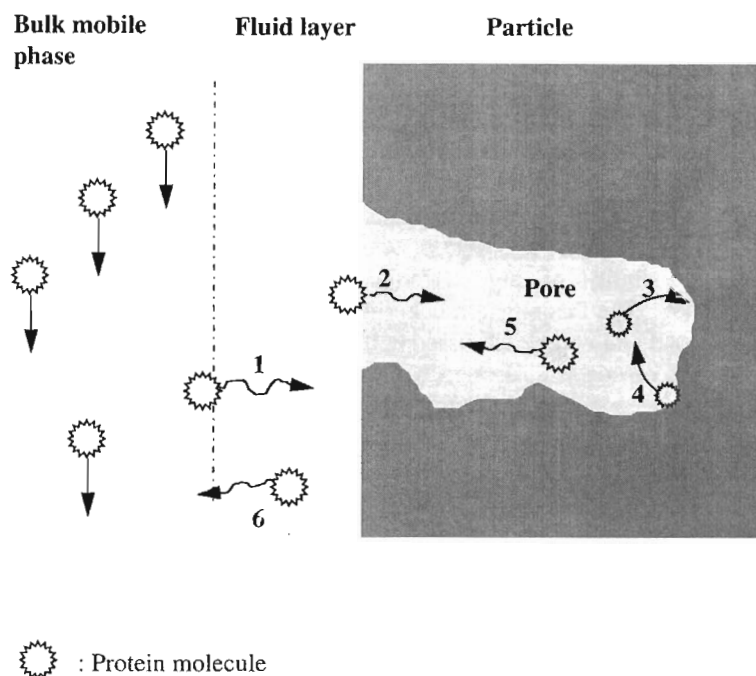 Bulk mobile
phase
Fluid layer
Particle
2
Pore
3
5
1
4
6
: Protein molecule